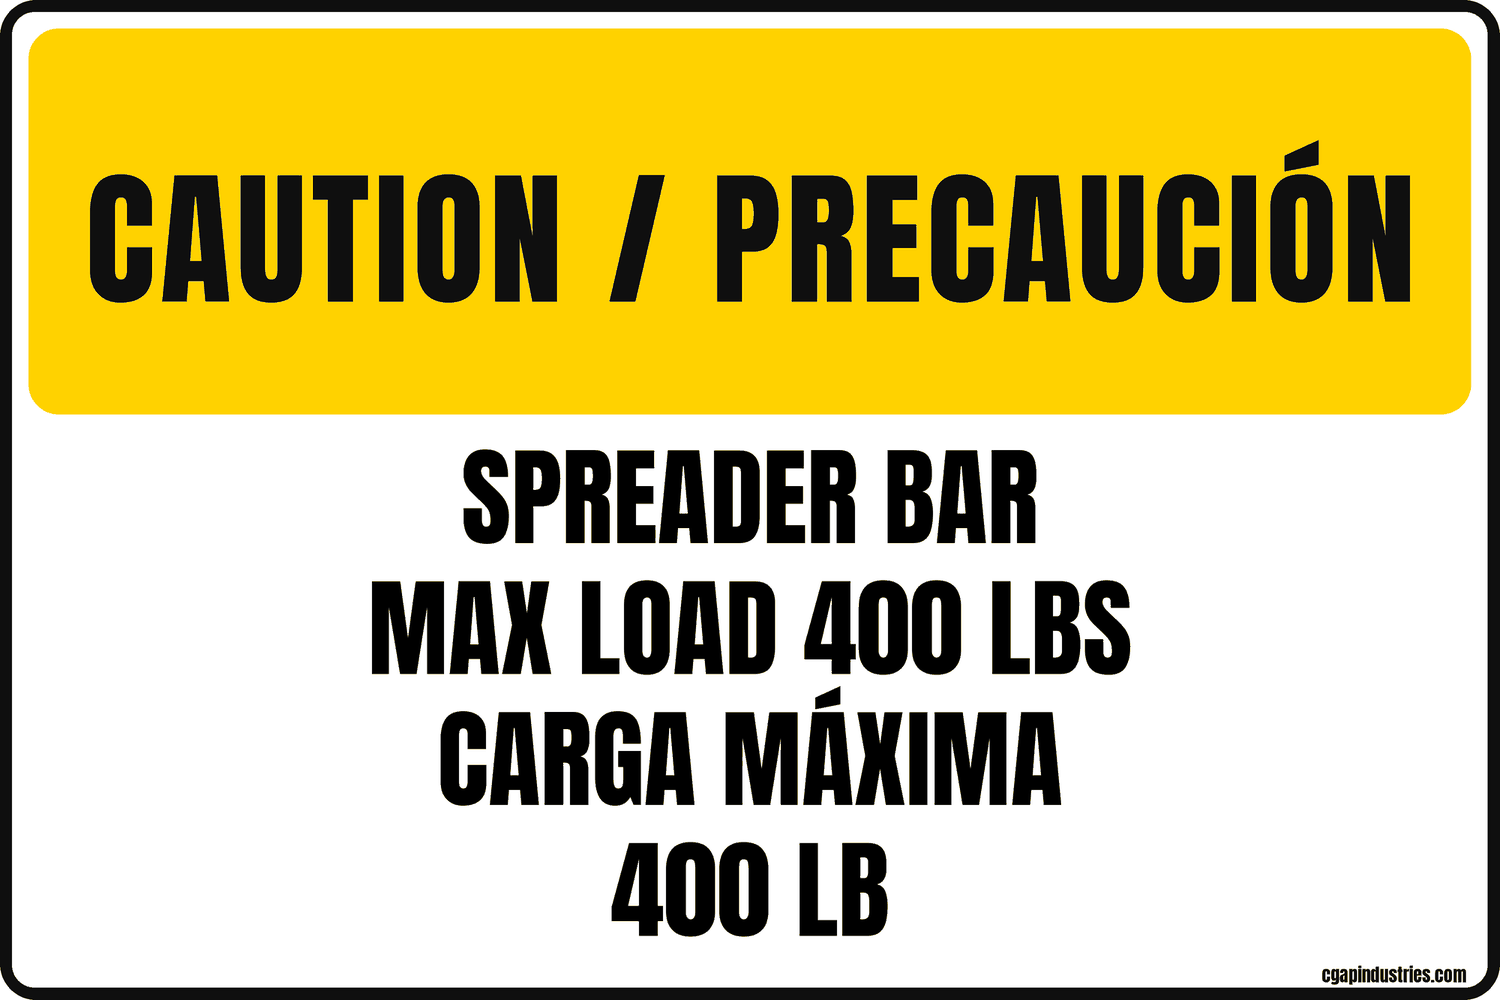 CAUTION / PRECAUCIÓN
SPREADER BAR
MAX LOAD 400 LBS
CARGA MÁXIMA
400 LB
cgapindustries.com